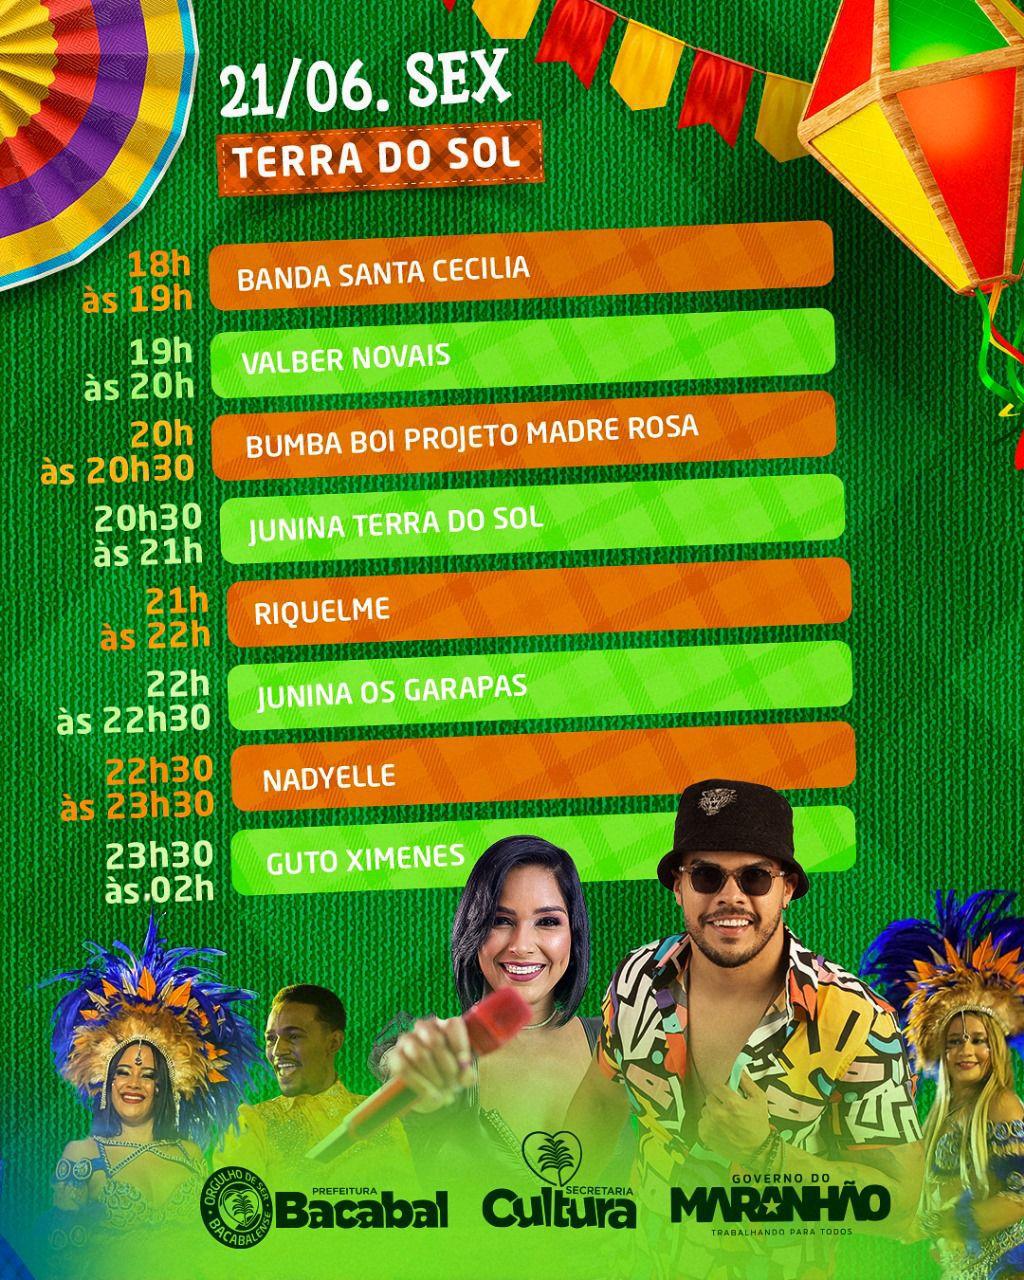 21/06. SEX
TERRA DO SOL
18h
às 19h
BANDA SANTA CECILIA
19h
às 20h
VALBER NOVAIS
20h
às 20h30
BUMBA BOI PROJETO MADRE ROSA
20h30
às 21h
JUNINA TERRA DO SOL
21h
às 22h
RIQUELME
22h
às 22h30
JUNINA OS GARAPAS
22h30
às 23h30
NADYELLE
23h30
às.02h
GUTO XIMENES
ORGULHO DE SER
BACABALENSE
PREFEITURA
Bacabal
SECRETARIA
Cultura
GOVERNO DO
MARANHÃO
TRABALHANDO PARA TODOS